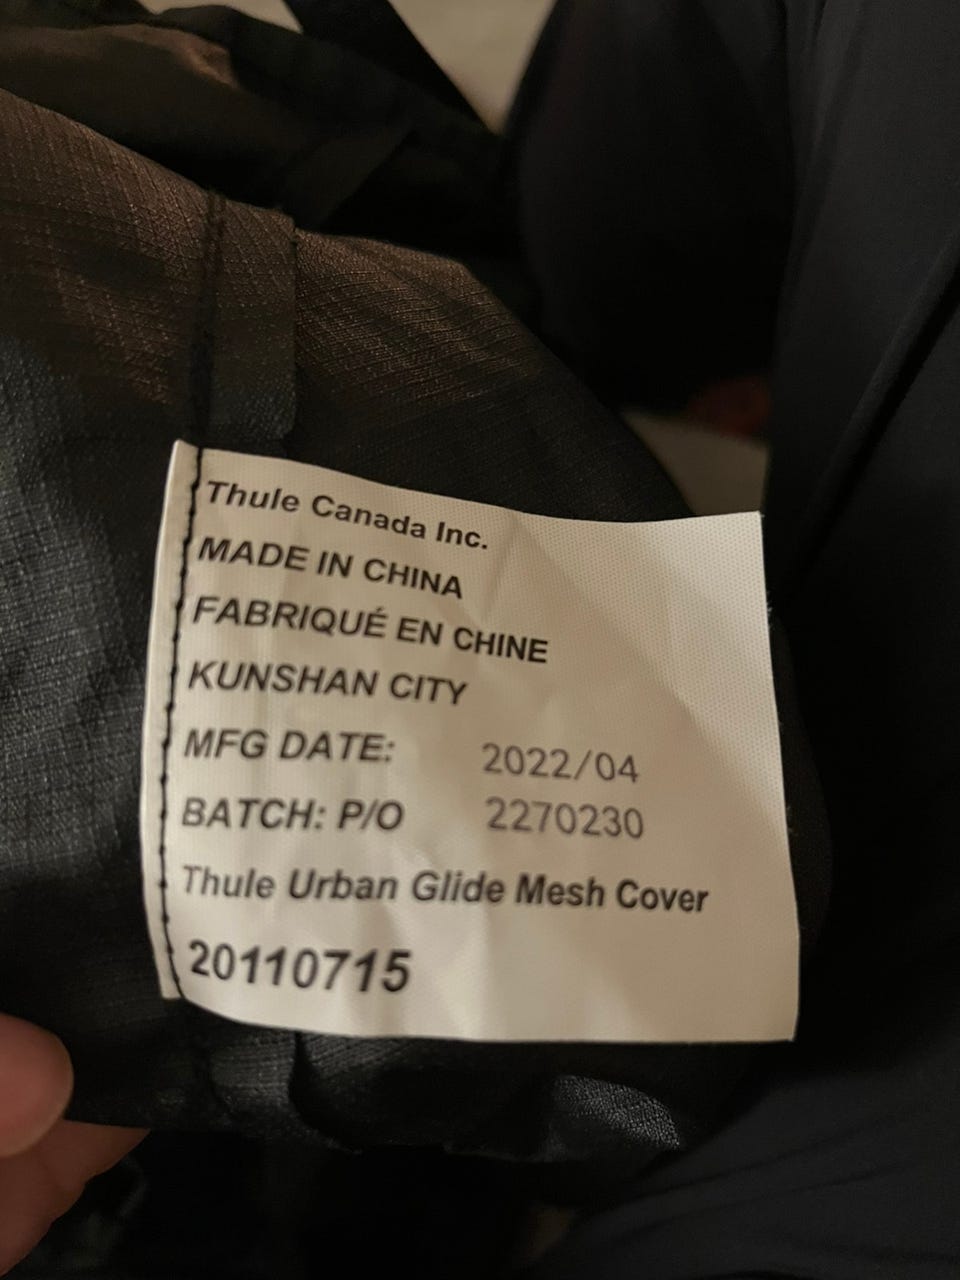 Thule Canada Inc.
MADE IN CHINA
FABRIQUÉ EN CHINE
KUNSHAN CITY
MFG DATE: 2022/04
BATCH: P/O 2270230
Thule Urban Glide Mesh Cover
20110715